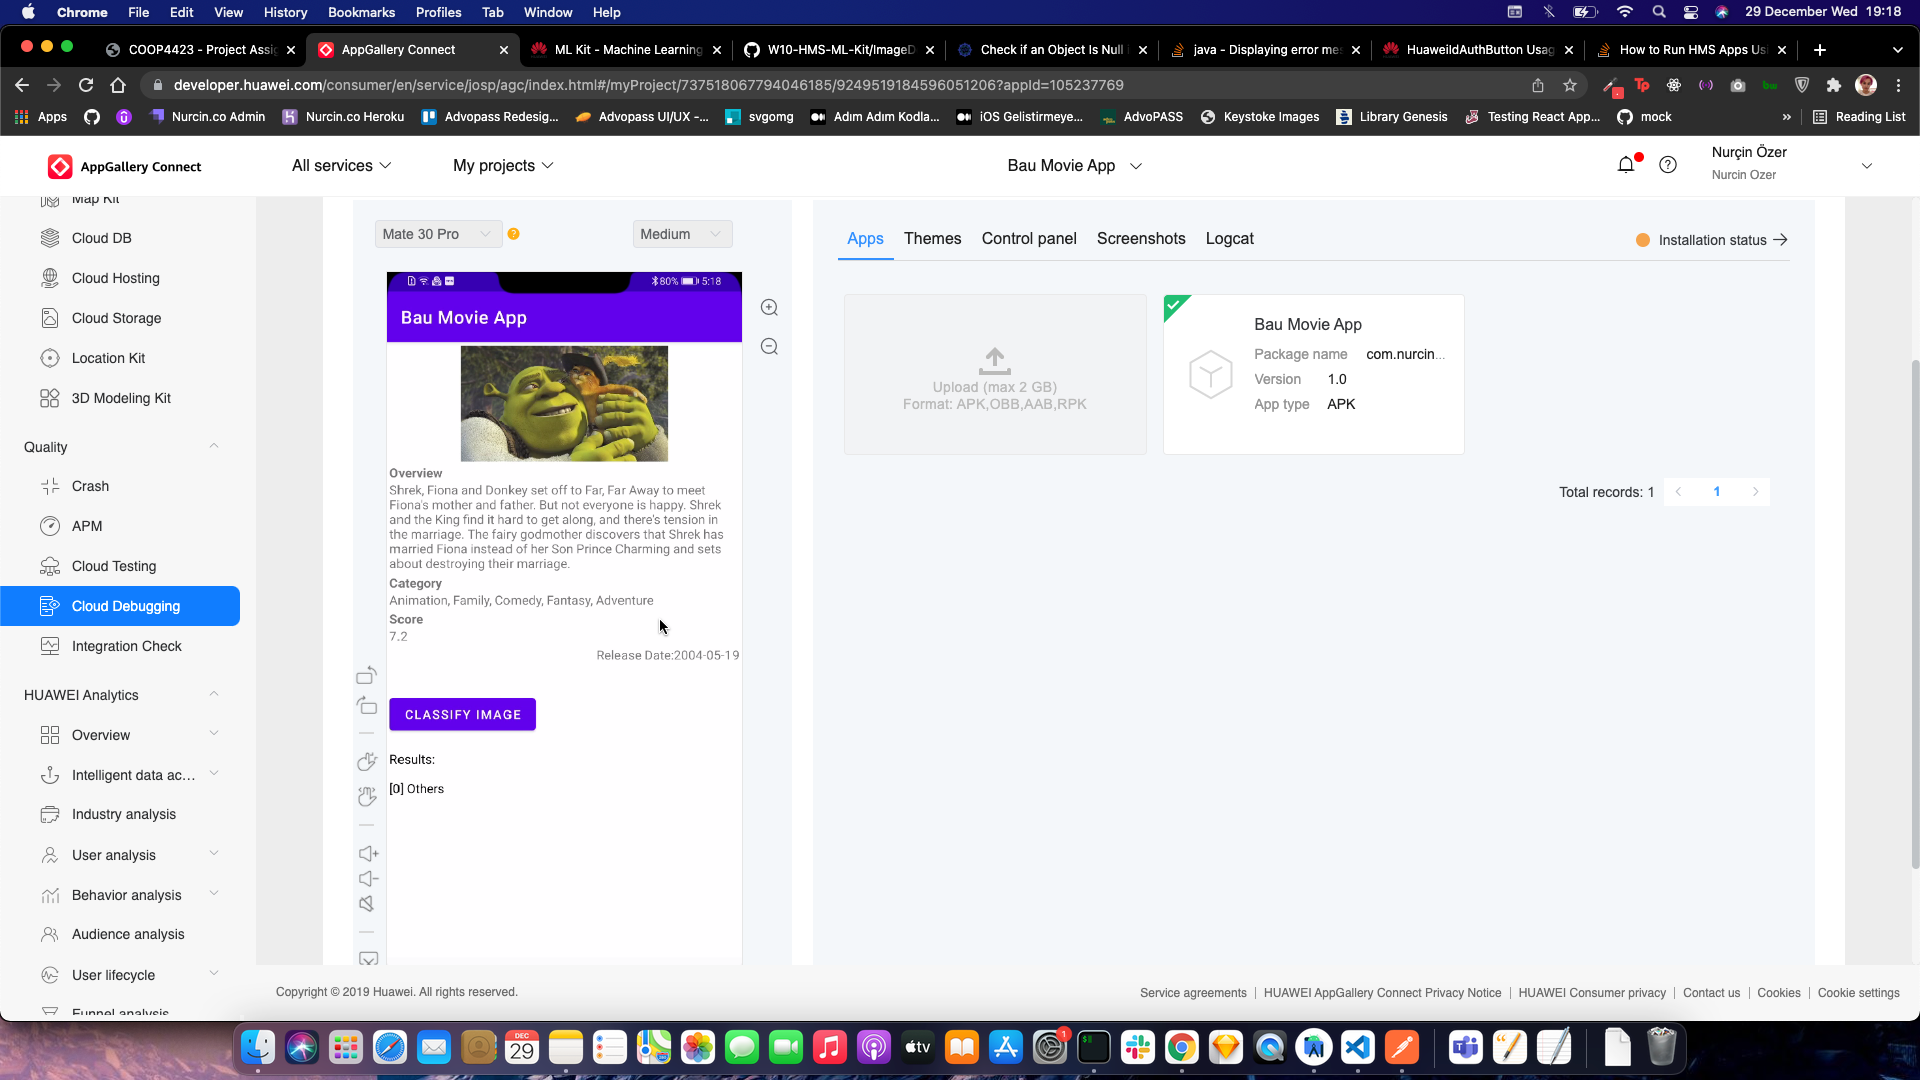 Chrome File Edit View History Bookmarks Profiles Tab Window Help 29 December Wed 19:18
COOP4423 - Project Assig AppGallery Connect ML Kit - Machine Learning W10-HMS-ML-Kit/ImageD Check if an Object Is Null java - Displaying error mes HuaweiIdAuthButton Usag How to Run HMS Apps Usi
developer.huawei.com/consumer/en/service/josp/agc/index.html#/myProject/737518067794046185/9249519184596051206?appId=105237769
Apps Nurcin.co Admin Nurcin.co Heroku Advopass Redesig... Advopass UI/UX -... svgomg Adım Adım Kodla... iOS Gelistirmeye... AdvoPASS Keystoke Images Library Genesis Testing React App... mock » Reading List
AppGallery Connect All services My projects Bau Movie App Nurçin Özer
Nurcin Ozer
Map Kit
Cloud DB
Cloud Hosting
Cloud Storage
Location Kit
3D Modeling Kit
Quality
Crash
APM
Cloud Testing
Cloud Debugging
Integration Check
HUAWEI Analytics
Overview
Intelligent data ac...
Industry analysis
User analysis
Behavior analysis
Audience analysis
User lifecycle
Funnel analysis
Mate 30 Pro Medium
80% 5:18
Bau Movie App
Overview
Shrek, Fiona and Donkey set off to Far, Far Away to meet
Fiona's mother and father. But not everyone is happy. Shrek
and the King find it hard to get along, and there's tension in
the marriage. The fairy godmother discovers that Shrek has
married Fiona instead of her Son Prince Charming and sets
about destroying their marriage.
Category
Animation, Family, Comedy, Fantasy, Adventure
Score
7.2
Release Date:2004-05-19
CLASSIFY IMAGE
Results:
[0] Others
Apps Themes Control panel Screenshots Logcat Installation status
Upload (max 2 GB)
Format: APK,OBB,AAB,RPK
Bau Movie App
Package name com.nurcin...
Version 1.0
App type APK
Total records: 1 1
Copyright © 2019 Huawei. All rights reserved. Service agreements HUAWEI AppGallery Connect Privacy Notice HUAWEI Consumer privacy Contact us Cookies Cookie settings
DEC
29
tv
1